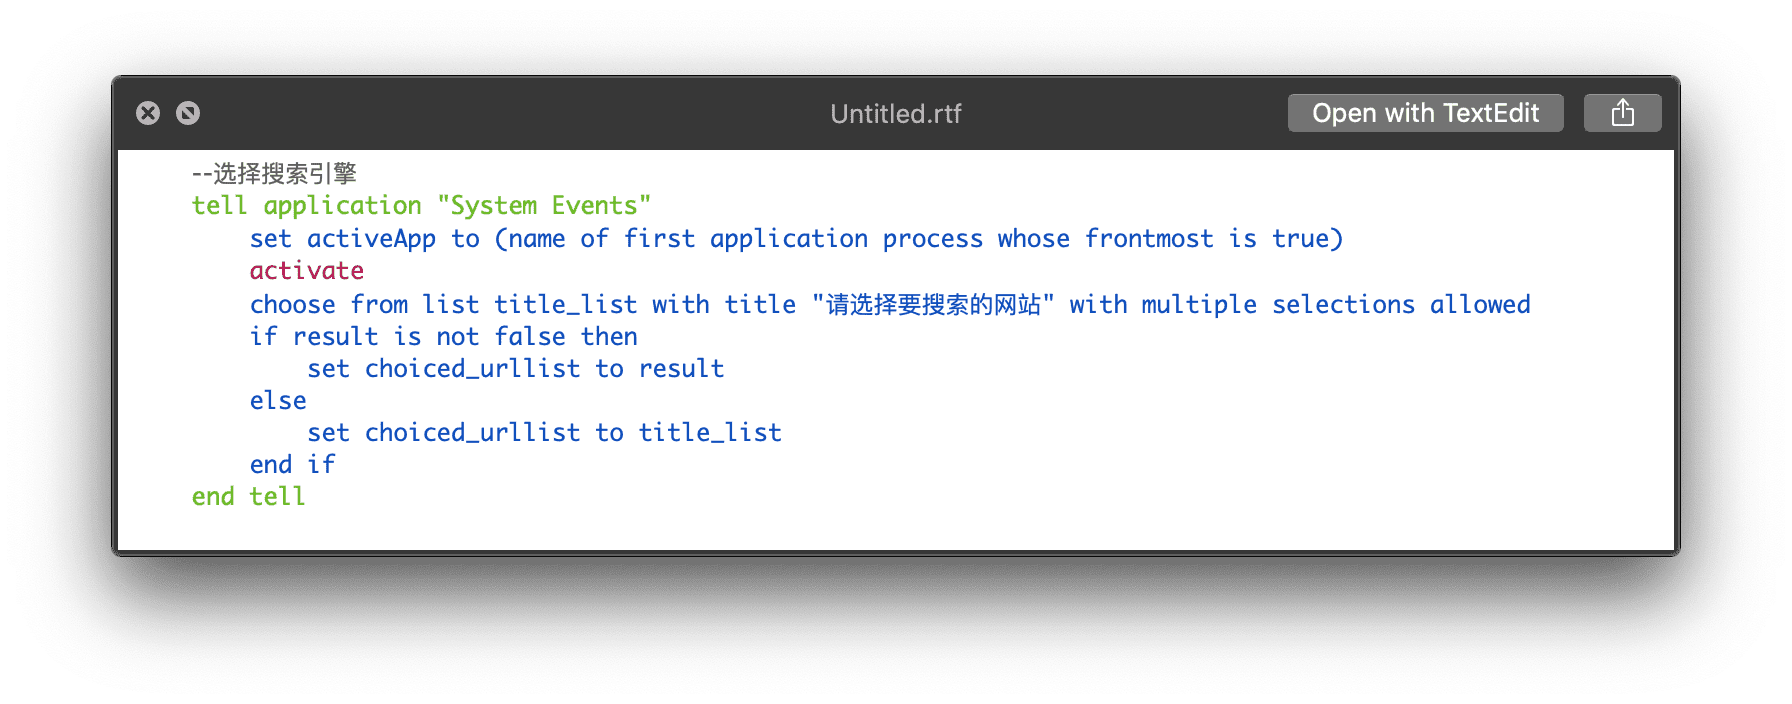 Untitled.rtf
Open with TextEdit
--选择搜索引擎
tell application "System Events"
    set activeApp to (name of first application process whose frontmost is true)
    activate
    choose from list title_list with title "请选择要搜索的网站" with multiple selections allowed
    if result is not false then
        set choiced_urllist to result
    else
        set choiced_urllist to title_list
    end if
end tell